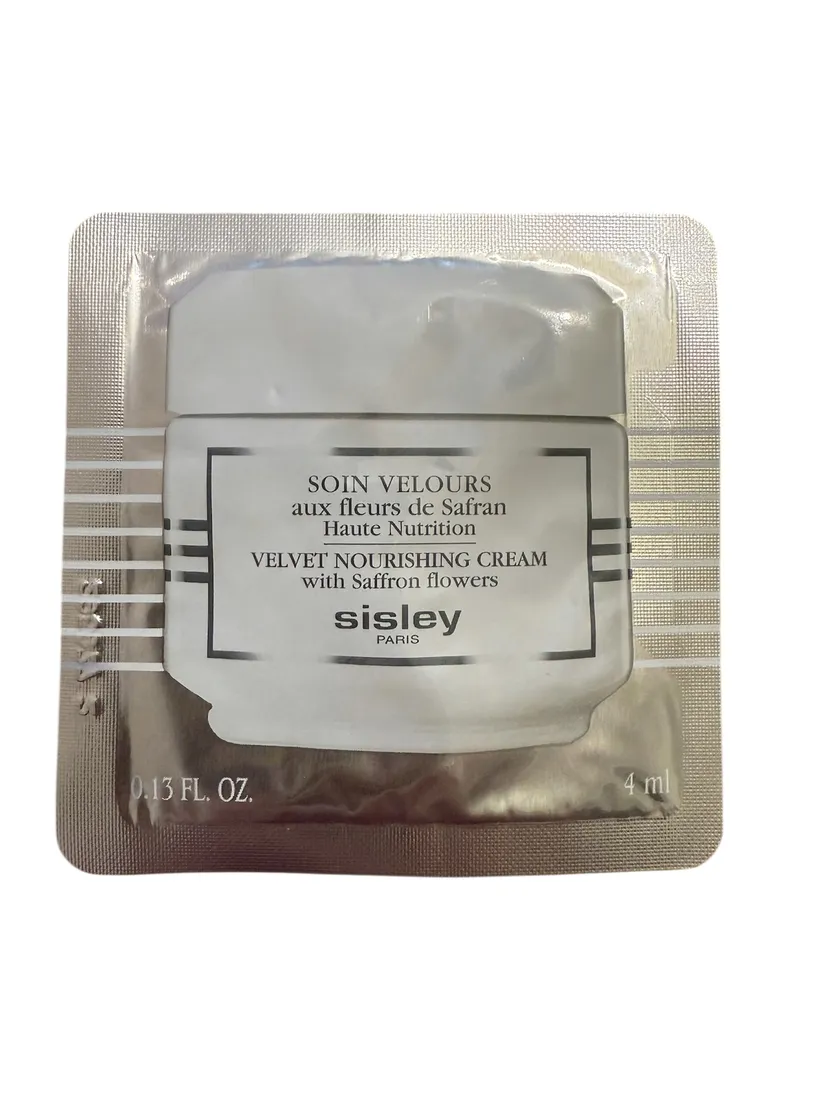 SOIN VELOURS
aux fleurs de Safran
Haute Nutrition
VELVET NOURISHING CREAM
with Saffron flowers
sisley
PARIS
0.13 FL. OZ.
4 ml